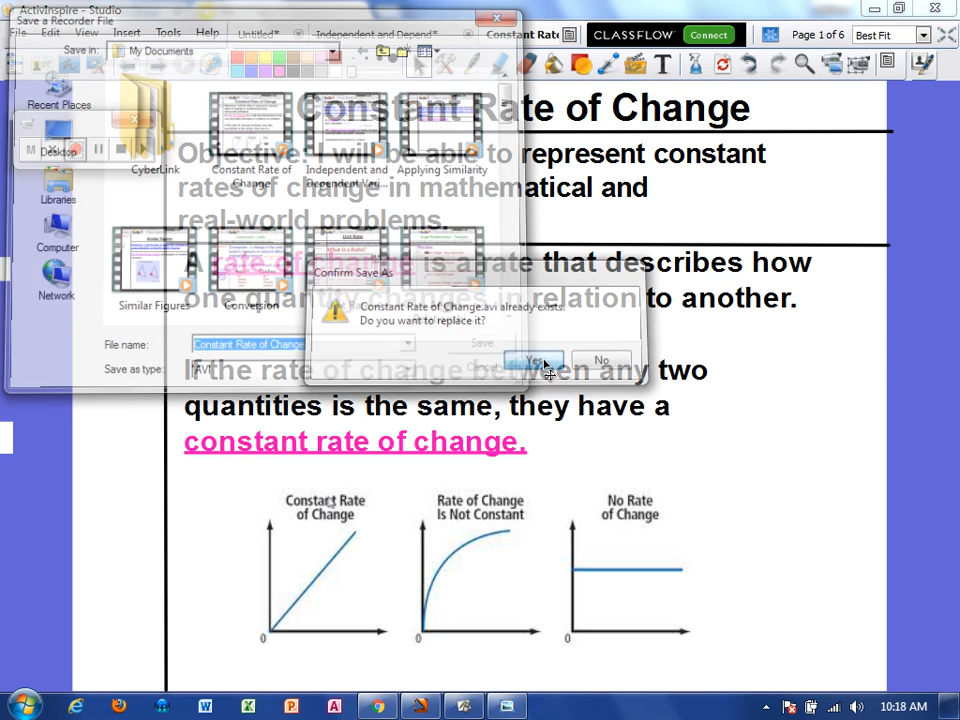 ActivInspire - Studio
Save a Recorder File
File Edit View Insert Tools Help
Untitled* Independent and Depend* Constant Rate
CLASSFLOW Connect
Page 1 of 6 Best Fit
Save in: My Documents
Recent Places
Desktop
Libraries
Computer
Network
CyberLink
Constant Rate of Change
Independent and Dependent Vari...
Applying Similarity
Similar Figures
Conversion
File name: Constant Rate of Change
Save
Save as type: AVI
Confirm Save As
Constant Rate of Change.avi already exists.
Do you want to replace it?
Yes No
Constant Rate of Change
Objective: I will be able to represent constant
rates of change in mathematical and
real-world problems.
A rate of change is a rate that describes how
one quantity changes in relation to another.
If the rate of change between any two
quantities is the same, they have a
constant rate of change.
Constant Rate
of Change
Rate of Change
Is Not Constant
No Rate
of Change
0 0 0
10:18 AM